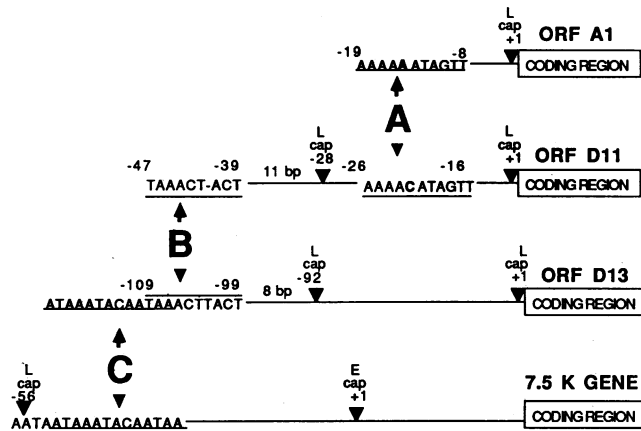 L
cap
+1
ORF A1
-19
-8
AAAAAATAGTT
CODING REGION
A
L
cap
-28
L
cap
+1
ORF D11
-47
-39
11 bp
-26
-16
TAAACT-ACT
AAAACATAGTT
CODING REGION
B
L
cap
-92
L
cap
+1
ORF D13
-109
-99
8 bp
ATAAATACAATAAACTTACT
CODING REGION
C
L
cap
-56
E
cap
+1
7.5 K GENE
AATAATAAATACAATAA
CODING REGION